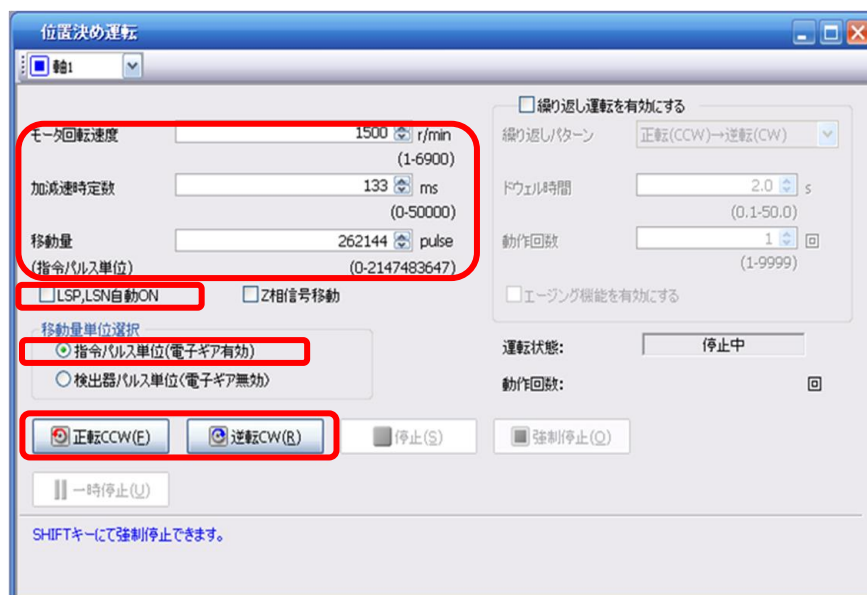 位置決め運転
軸1
モータ回転速度 1500 r/min
(1-6900)
加減速時定数 133 ms
(0-50000)
移動量 262144 pulse
(指令パルス単位) (0-2147483647)
LSP,LSN自動ON Z相信号移動
移動量単位選択
指令パルス単位(電子ギア有効)
検出器パルス単位(電子ギア無効)
繰り返し運転を有効にする
繰り返しパターン 正転(CCW)→逆転(CW)
ドウェル時間 2.0 s
(0.1-50.0)
動作回数 1 回
(1-9999)
エージング機能を有効にする
運転状態: 停止中
動作回数: 回
正転CCW(F) 逆転CW(R) 停止(S) 強制停止(O)
一時停止(U)
SHIFTキーにて強制停止できます。